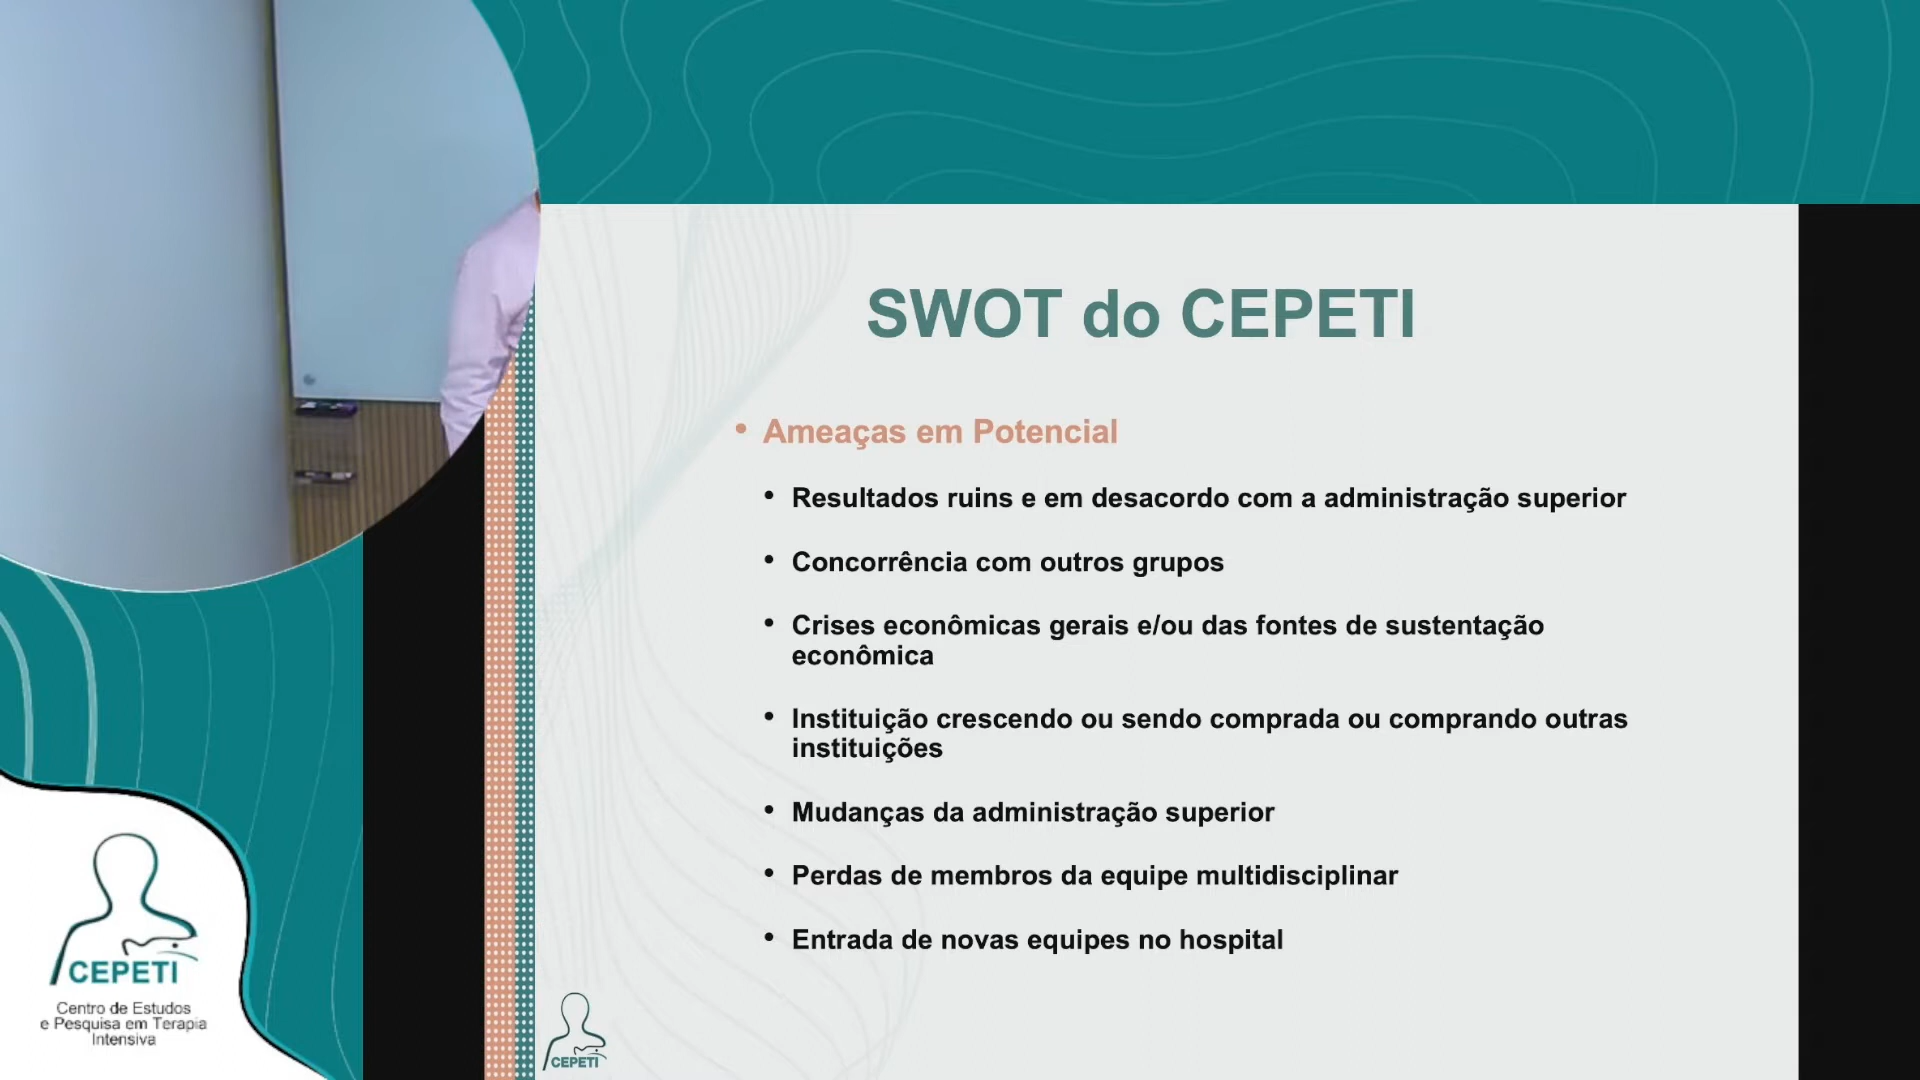 SWOT do CEPETI
• Ameaças em Potencial
• Resultados ruins e em desacordo com a administração superior
• Concorrência com outros grupos
• Crises econômicas gerais e/ou das fontes de sustentação
econômica
• Instituição crescendo ou sendo comprada ou comprando outras
instituições
• Mudanças da administração superior
• Perdas de membros da equipe multidisciplinar
• Entrada de novas equipes no hospital
CEPETI
CEPETI
Centro de Estudos
e Pesquisa em Terapia
Intensiva